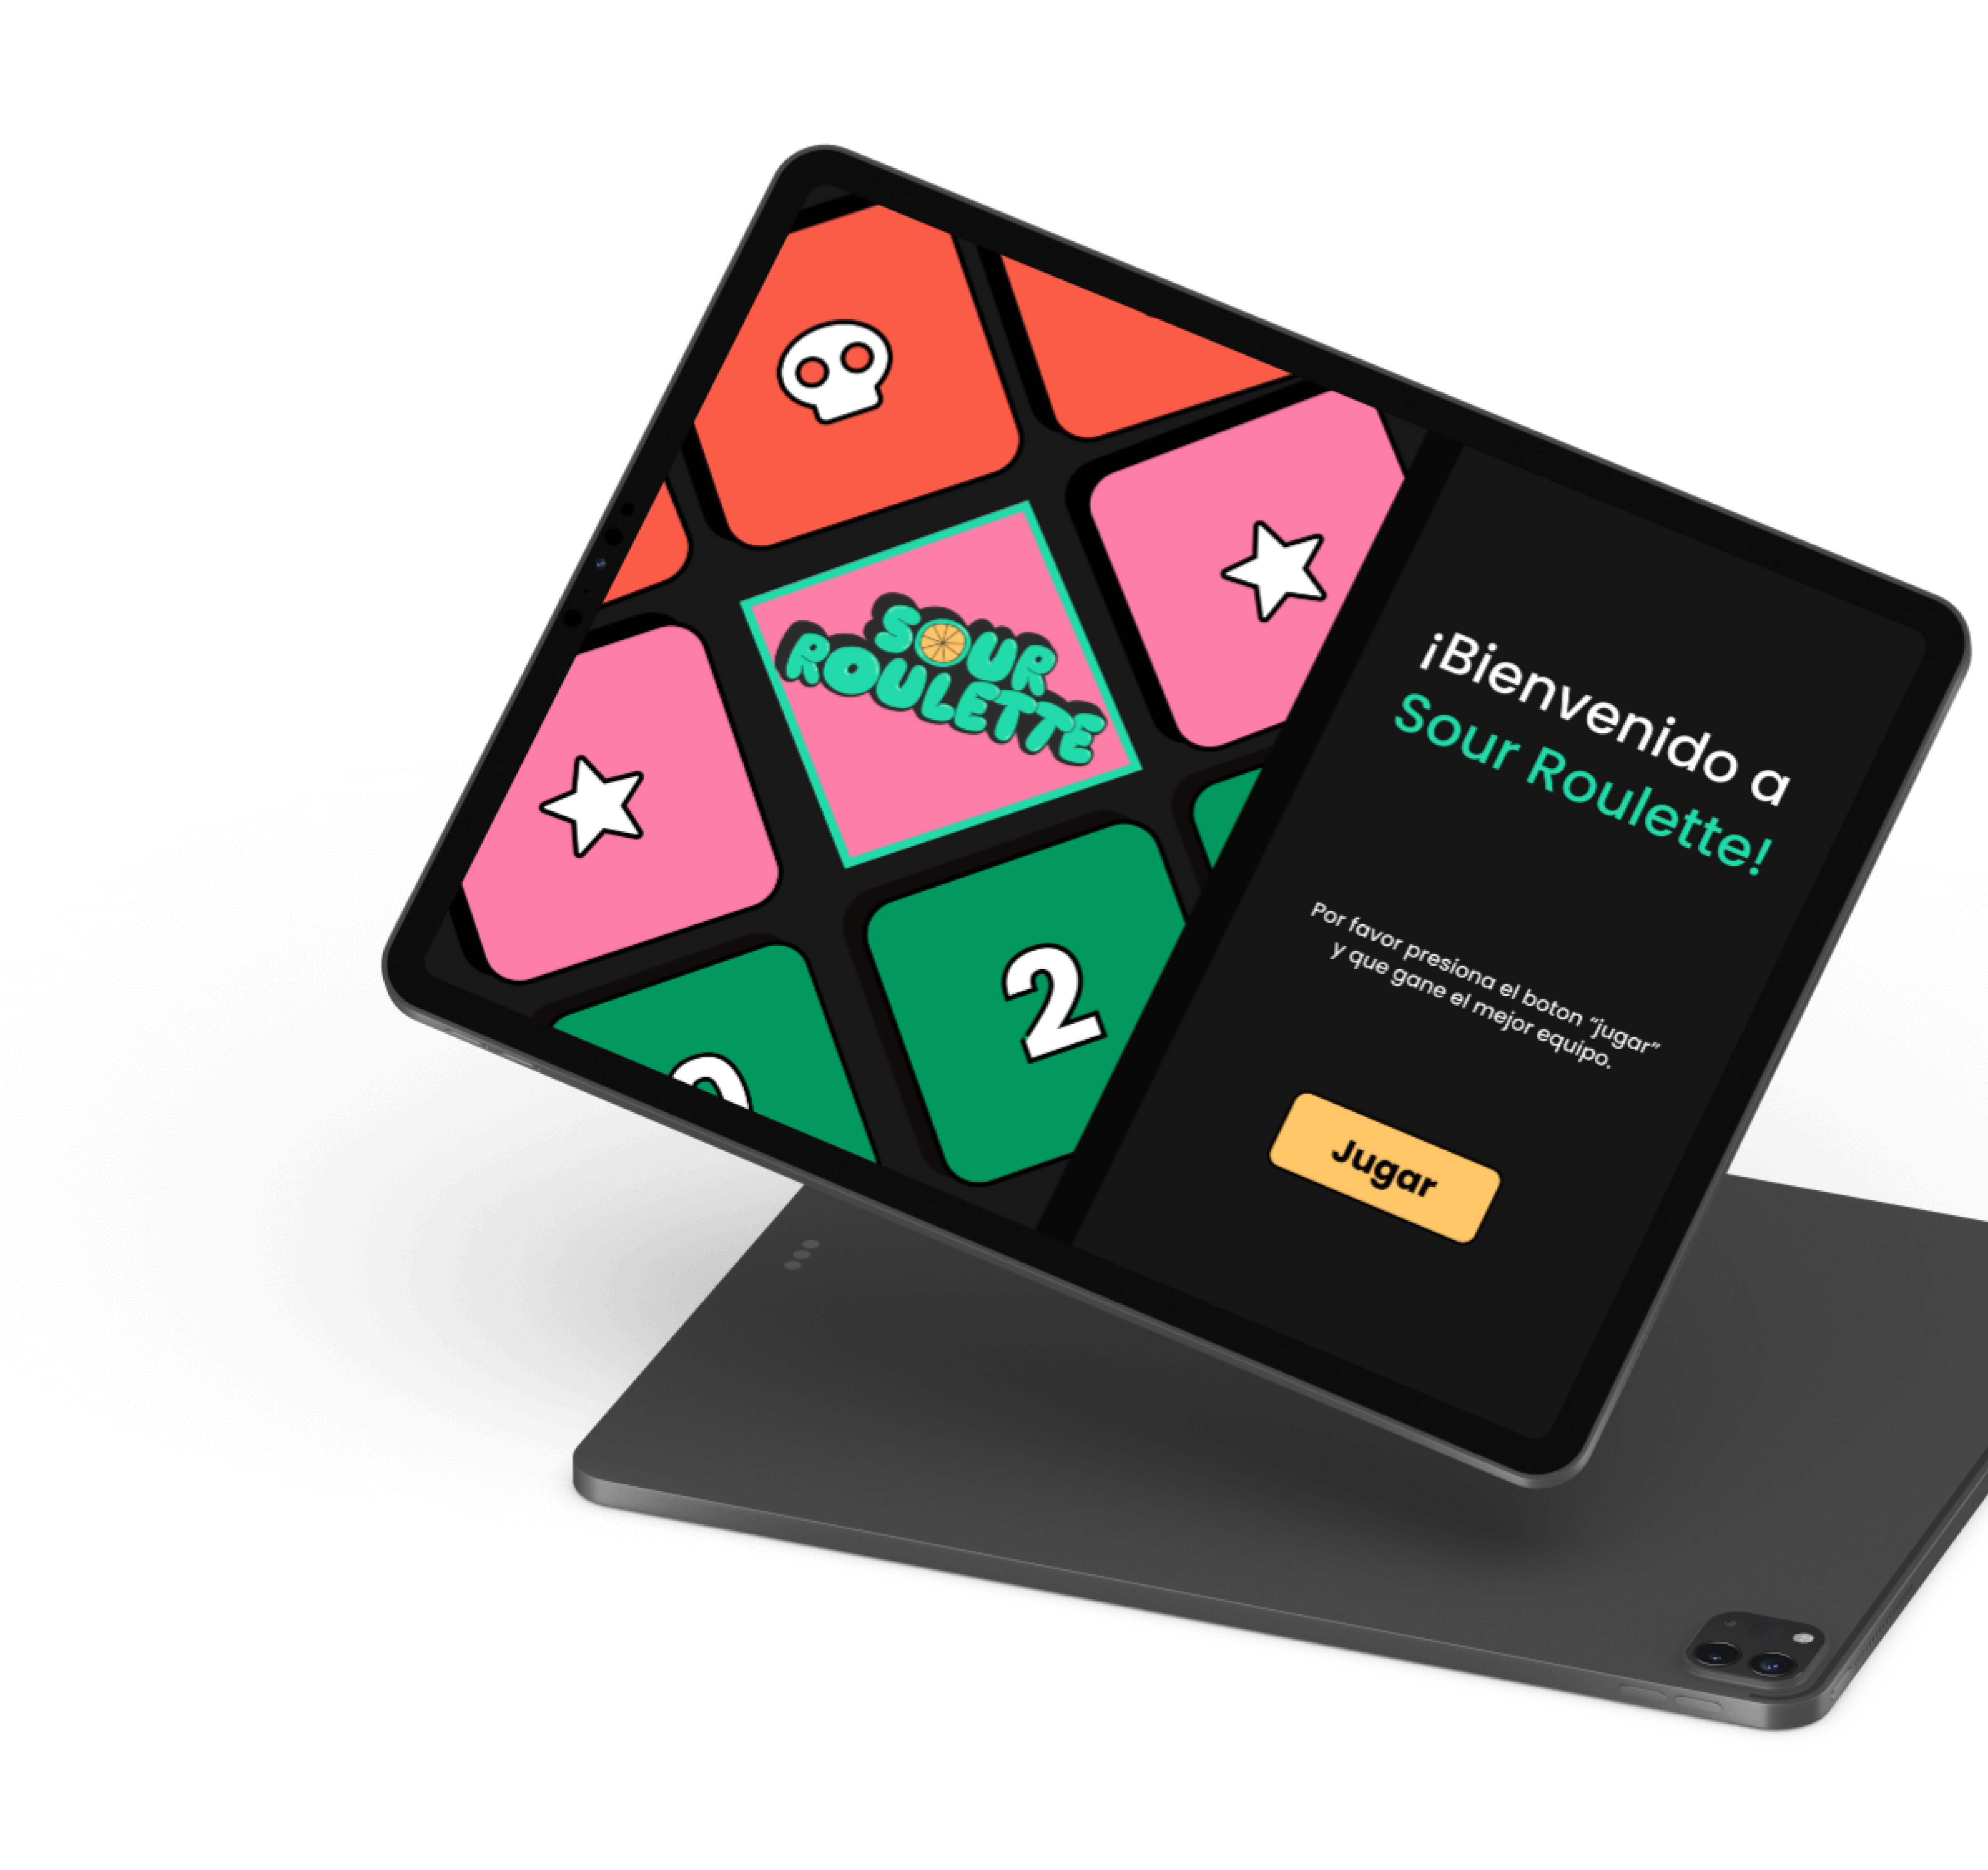 SOUR
ROULETTE
2
¡Bienvenido a
Sour Roulette!
Por favor presiona el boton “jugar”
y que gane el mejor equipo.
Jugar